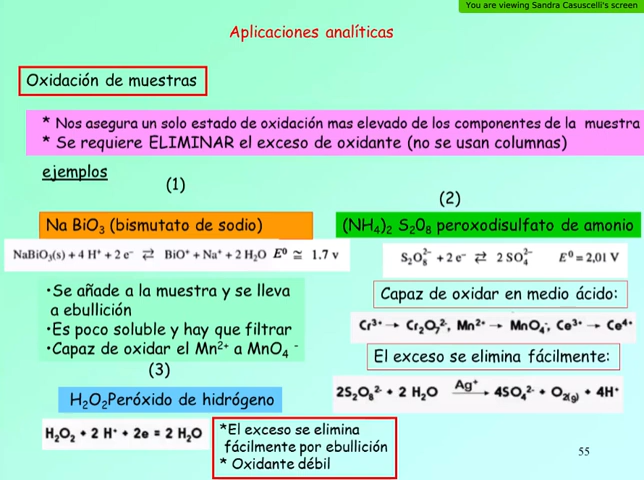 You are viewing Sandra Casuscelli's screen
Aplicaciones analíticas
Oxidación de muestras
* Nos asegura un solo estado de oxidación mas elevado de los componentes de la muestra
* Se requiere ELIMINAR el exceso de oxidante (no se usan columnas)
ejemplos
(1)
Na BiO₃ (bismutato de sodio)
NaBiO₃(s) + 4 H⁺ + 2 e⁻ ⇄ BiO⁺ + Na⁺ + 2 H₂O E⁰ ≅ 1.7 v
•Se añade a la muestra y se lleva
a ebullición
•Es poco soluble y hay que filtrar
•Capaz de oxidar el Mn²⁺ a MnO₄ ⁻
(2)
(NH₄)₂ S₂O₈ peroxodisulfato de amonio
S₂O₈²⁻ + 2 e⁻ ⇄ 2 SO₄²⁻ E⁰ = 2,01 V
Capaz de oxidar en medio ácido:
Cr³⁺ → Cr₂O₇²⁻, Mn²⁺ → MnO₄⁻, Ce³⁺ → Ce⁴⁺
El exceso se elimina fácilmente:
2S₂O₈²⁻ + 2 H₂O Ag⁺→ 4SO₄²⁻ + O₂₍g₎ + 4H⁺
(3)
H₂O₂Peróxido de hidrógeno
H₂O₂ + 2 H⁺ + 2e = 2 H₂O
*El exceso se elimina
fácilmente por ebullición
* Oxidante débil
55